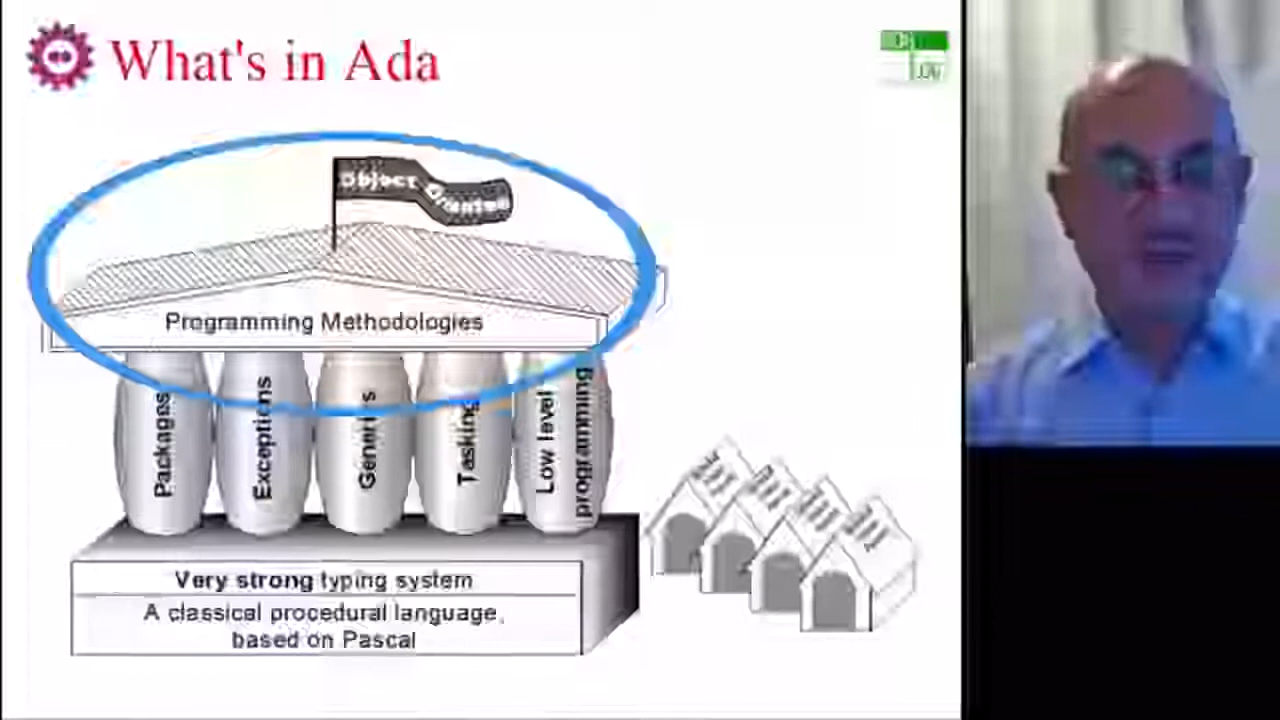 What's in Ada
Object Oriented
Programming Methodologies
Packages
Exceptions
Generics
Tasking
Low level
programming
Very strong typing system
A classical procedural language,
based on Pascal